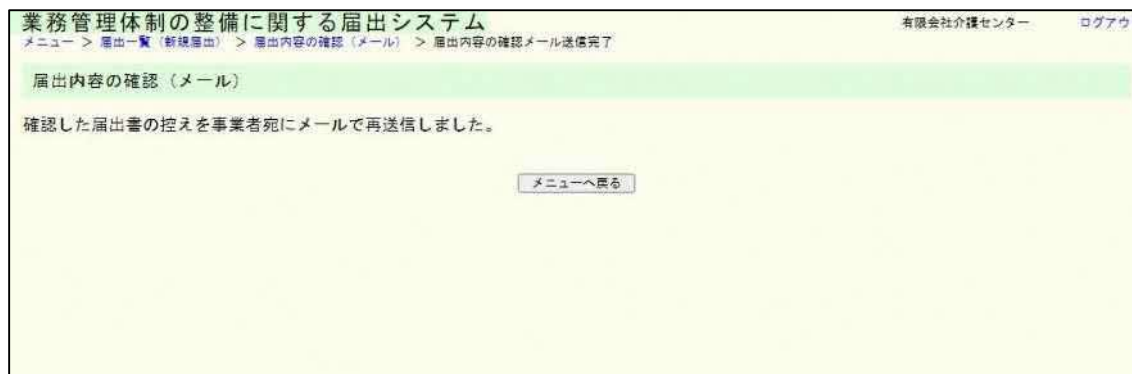 業務管理体制の整備に関する届出システム
有限会社介護センター ログアウ
メニュー > 届出一覧（新規届出） > 届出内容の確認（メール） > 届出内容の確認メール送信完了
届出内容の確認（メール）
確認した届出書の控えを事業者宛にメールで再送信しました。
メニューへ戻る